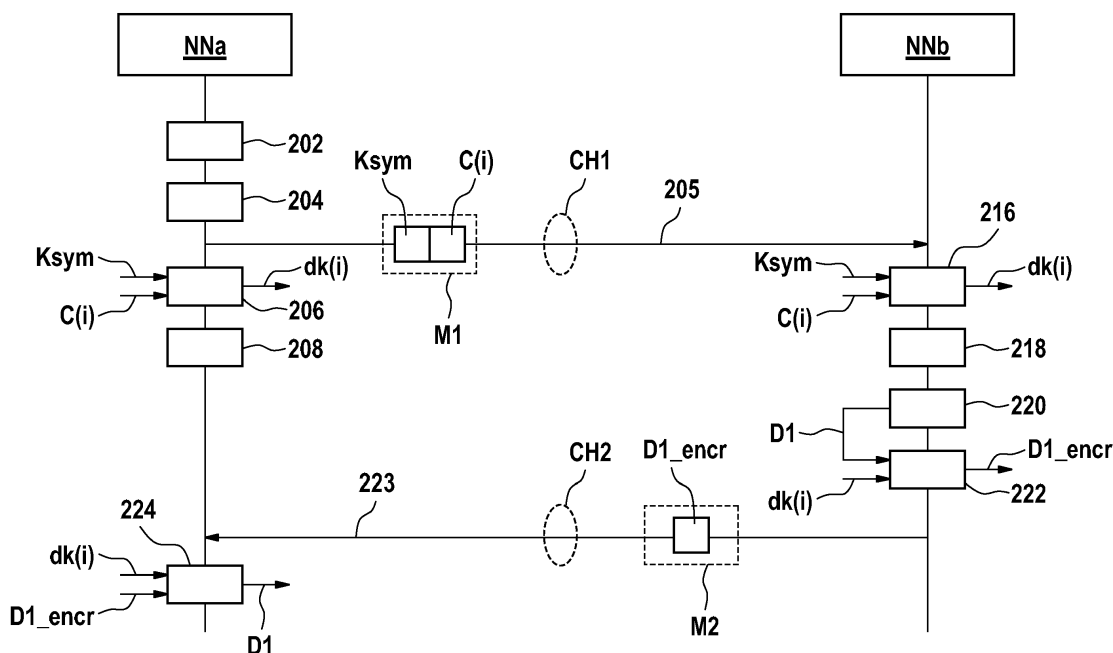 NNa
NNb
202
Ksym
C(i)
CH1
205
204
216
Ksym
dk(i)
Ksym
dk(i)
C(i)
206
M1
C(i)
208
218
220
D1
CH2
D1_encr
D1_encr
223
dk(i)
222
224
dk(i)
D1_encr
D1
M2